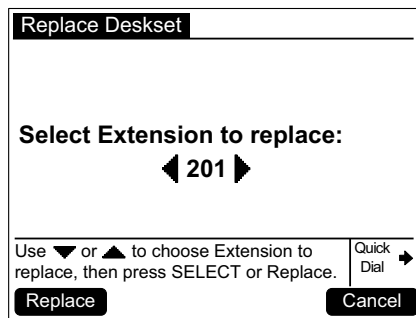 Replace Deskset
Select Extension to replace:
201
Use ▼ or ▲ to choose Extension to
replace, then press SELECT or Replace.
Quick
Dial
Replace
Cancel